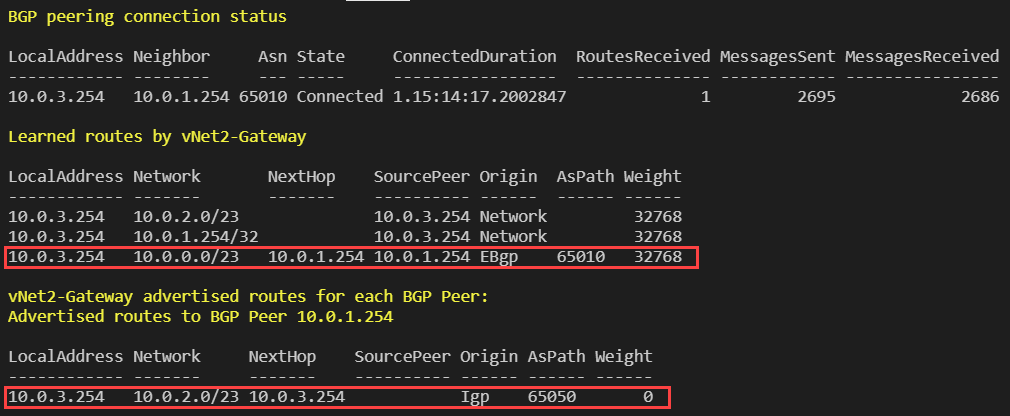 BGP peering connection status
LocalAddress Neighbor Asn State ConnectedDuration RoutesReceived MessagesSent MessagesReceived
------------ -------- --- ----- ----------------- -------------- ------------ ----------------
10.0.3.254 10.0.1.254 65010 Connected 1.15:14:17.2002847 1 2695 2686
Learned routes by vNet2-Gateway
LocalAddress Network NextHop SourcePeer Origin AsPath Weight
------------ ------- ------- ---------- ------ ------ ------
10.0.3.254 10.0.2.0/23 10.0.3.254 Network 32768
10.0.3.254 10.0.1.254/32 10.0.3.254 Network 32768
10.0.3.254 10.0.0.0/23 10.0.1.254 10.0.1.254 EBgp 65010 32768
vNet2-Gateway advertised routes for each BGP Peer:
Advertised routes to BGP Peer 10.0.1.254
LocalAddress Network NextHop SourcePeer Origin AsPath Weight
------------ ------- ------- ---------- ------ ------ ------
10.0.3.254 10.0.2.0/23 10.0.3.254 Igp 65050 0